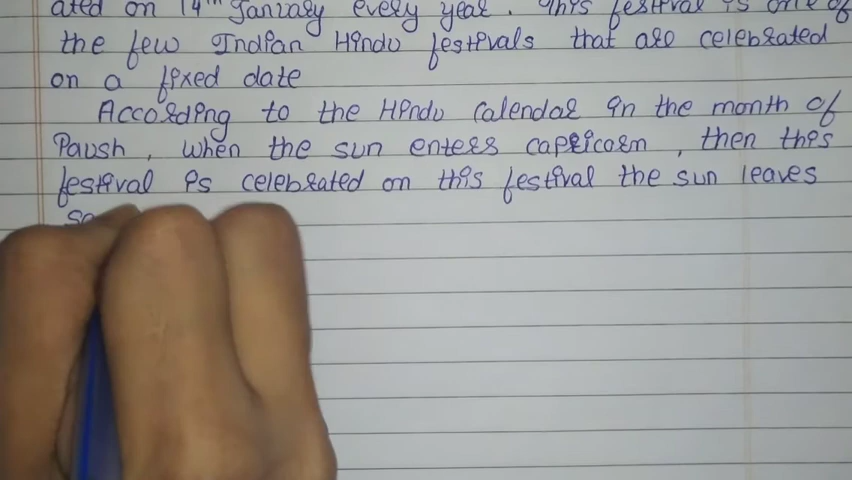 ated on 14th January every year. This festival is one of
the few Indian Hindu festivals that are celebrated
on a fixed date
According to the Hindu Calendar in the month of
Paush, when the sun enters capricorn, then this
festival is celebrated on this festival the sun leaves